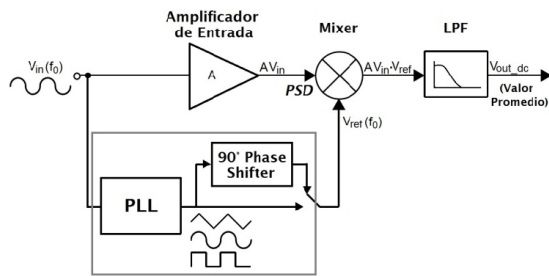 Amplificador
de Entrada
Mixer
LPF
Vin(f0)
A
AVin
PSD
AVin·Vref
Vout_dc
(Valor
Promedio)
Vref(f0)
90° Phase
Shifter
PLL